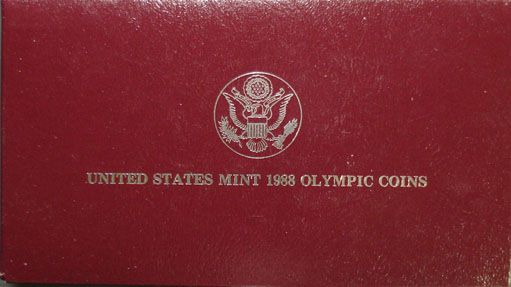 UNITED STATES MINT 1988 OLYMPIC COINS